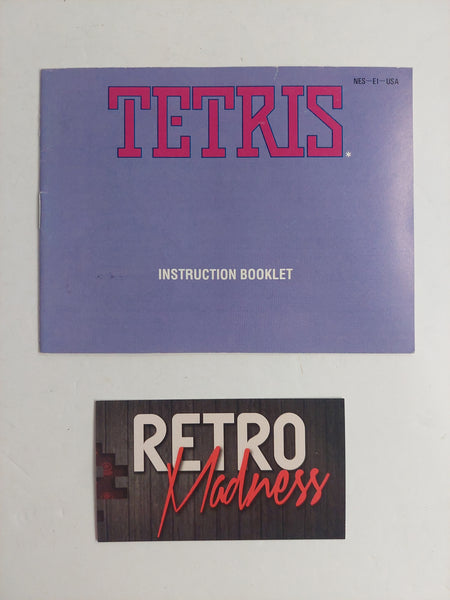 NES-EI-USA
TETRIS*
INSTRUCTION BOOKLET
RETRO
Madness